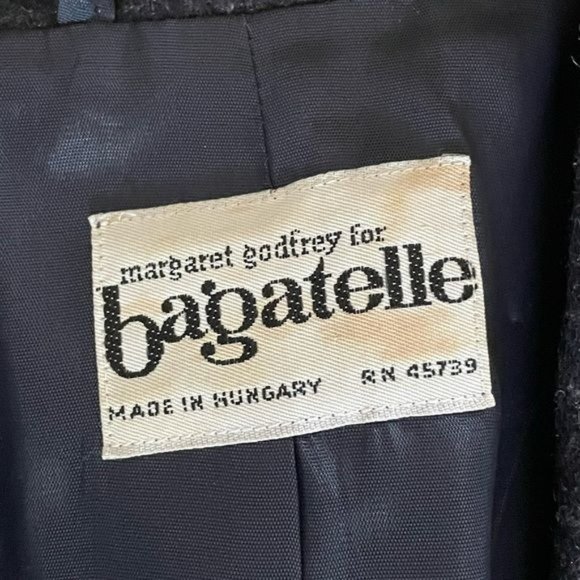 margaret godfrey for
bagatelle
MADE IN HUNGARY RN 45739